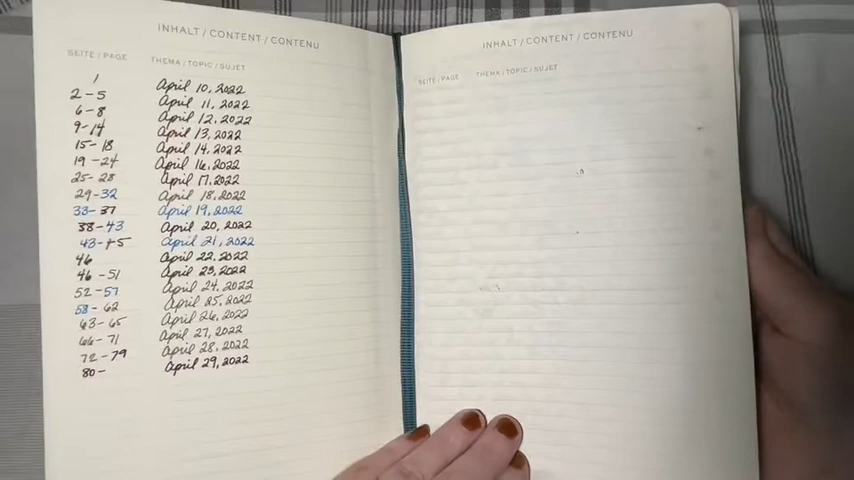 INHALT / CONTENT / CONTENU
SEITE / PAGE THEMA / TOPIC / SUJET
1 April 10, 2022
2-5 April 11, 2022
6-8 April 12, 2022
9-14 April 13, 2022
15-18 April 14, 2022
19-24 April 16, 2022
25-28 April 17, 2022
29-32 April 18, 2022
33-37 April 19, 2022
38-43 April 20, 2022
43-45 April 21, 2022
46 April 22, 2022
46-51 April 23, 2022
52-57 April 24, 2022
58-62 April 25, 2022
63-65 April 26, 2022
66-71 April 27, 2022
72-79 April 28, 2022
80- April 29, 2022
INHALT / CONTENT / CONTENU
SEITE / PAGE THEMA / TOPIC / SUJET